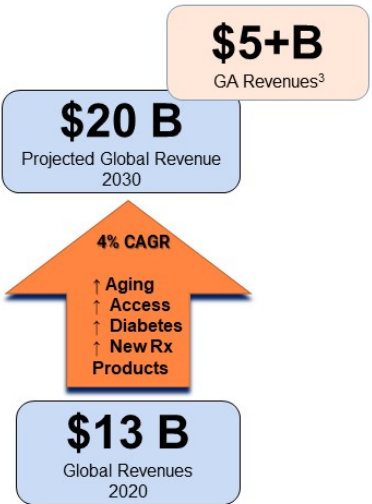 $5+B
GA Revenues³
$20 B
Projected Global Revenue
2030
4% CAGR
↑ Aging
↑ Access
↑ Diabetes
↑ New Rx
Products
$13 B
Global Revenues
2020